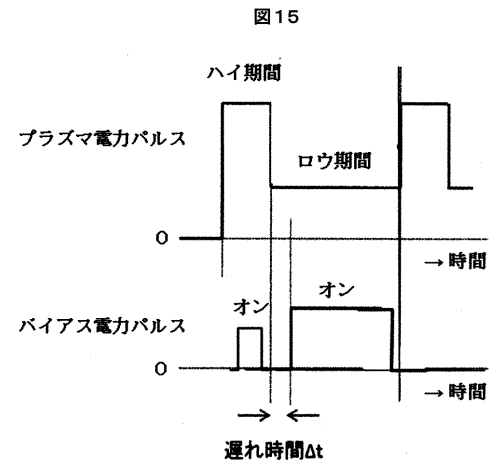 図15
ハイ期間
プラズマ電力パルス
ロウ期間
0
→ 時間
オン
オン
バイアス電力パルス
0
→ 時間
遅れ時間Δt